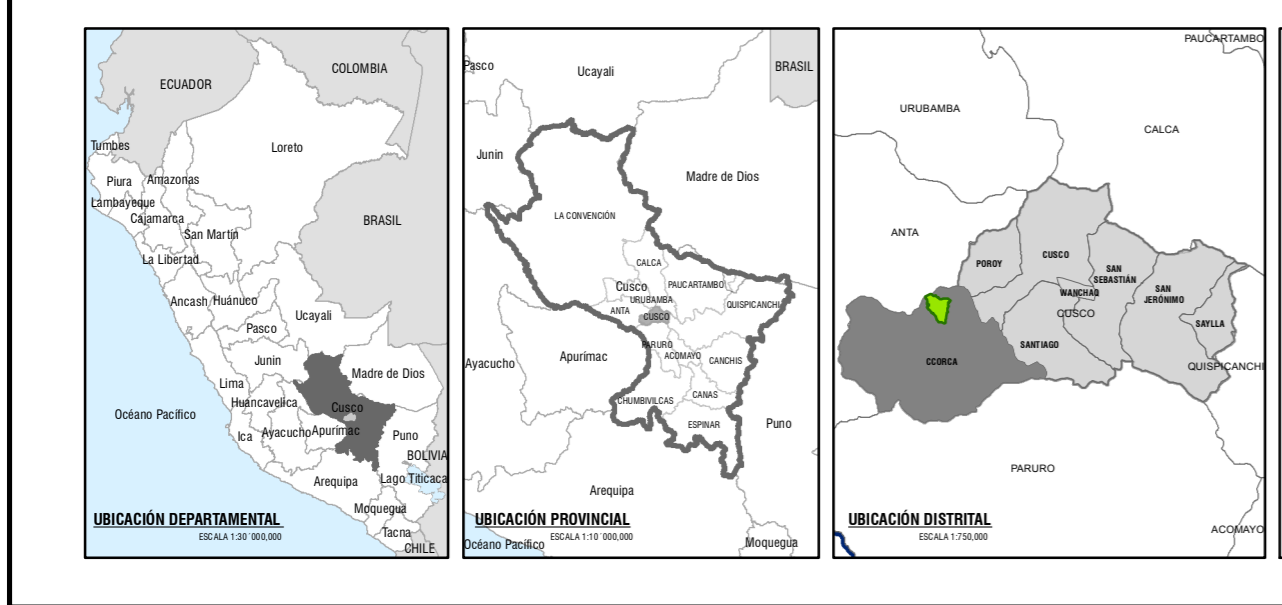 COLOMBIA
ECUADOR
Tumbes
Loreto
Piura
Amazonas
Lambayeque
Cajamarca
San Martín
BRASIL
La Libertad
Ancash
Huánuco
Ucayali
Pasco
Junin
Madre de Dios
Lima
Huancavelica
Cusco
Océano Pacífico
Ica
Ayacucho
Apurímac
Puno
BOLIVIA
Arequipa
Lago Titicaca
Moquegua
UBICACIÓN DEPARTAMENTAL
ESCALA 1:30´000,000
Tacna
CHILE
Pasco
Ucayali
BRASIL
Junin
Madre de Dios
LA CONVENCIÓN
CALCA
Cusco
PAUCARTAMBO
URUBAMBA
QUISPICANCHI
ANTA
CUSCO
PARURO
ACOMAYO
CANCHIS
Ayacucho
Apurímac
CHUMBIVILCAS
CANAS
ESPINAR
Puno
Arequipa
UBICACIÓN PROVINCIAL
ESCALA 1:10´000,000
Océano Pacífico
Moquegua
PAUCARTAMBO
URUBAMBA
CALCA
ANTA
POROY
CUSCO
SAN
SEBASTIÁN
WANCHAQ
SAN
JERÓNIMO
CUSCO
SAYLLA
SANTIAGO
CCORCA
QUISPICANCHI
PARURO
UBICACIÓN DISTRITAL
ESCALA 1:750,000
ACOMAYO